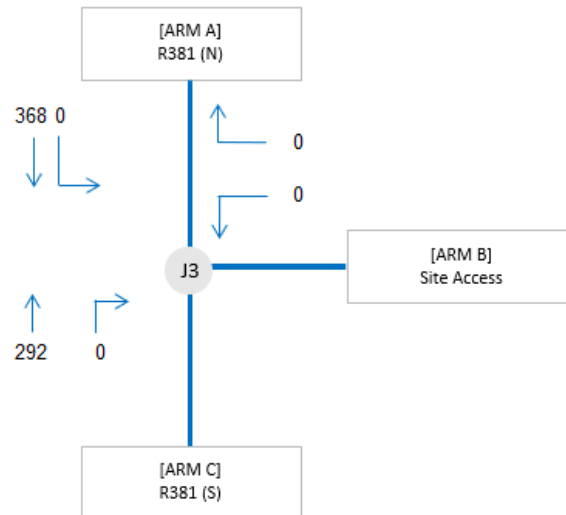 [ARM A]
R381 (N)
368 0
0
0
[ARM B]
Site Access
J3
292 0
[ARM C]
R381 (S)